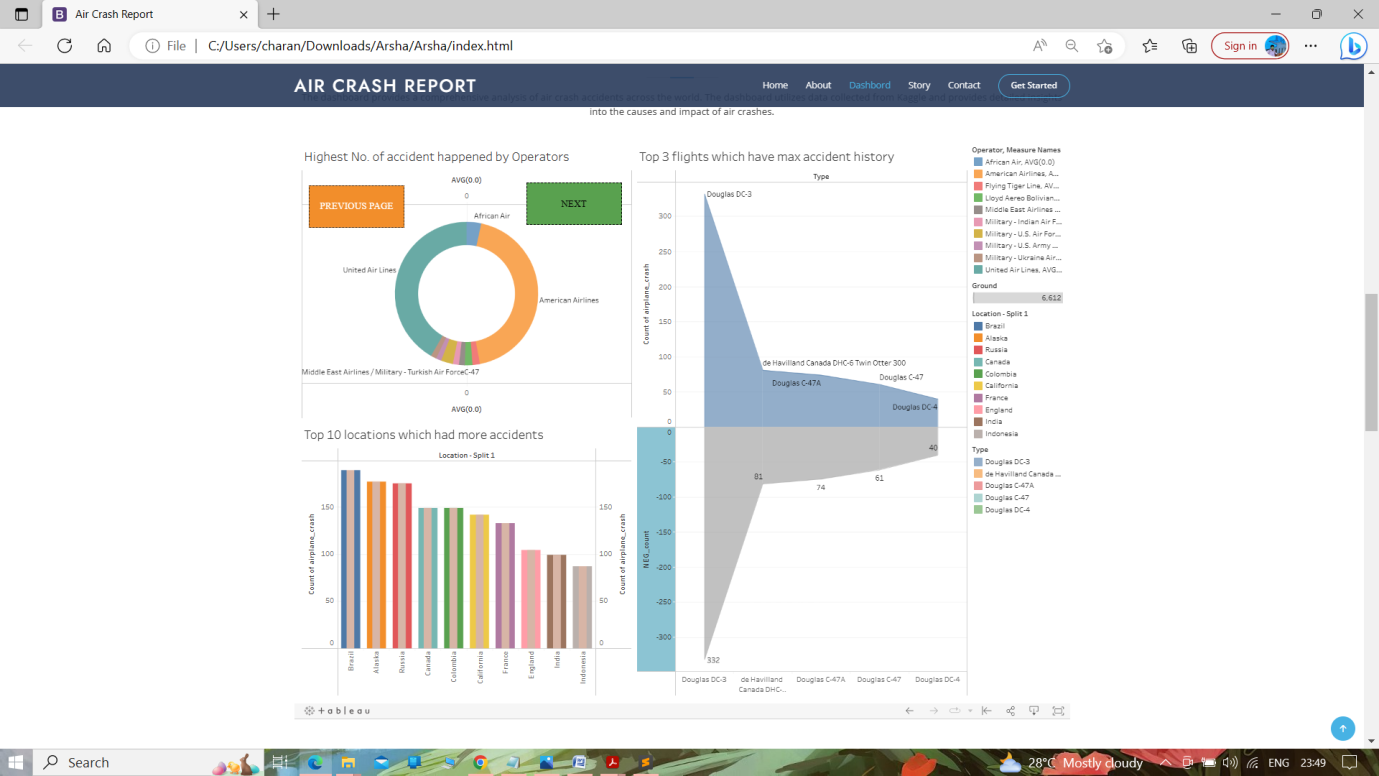 Air Crash Report
File
C:/Users/charan/Downloads/Arsha/Arsha/index.html
Sign in
AIR CRASH REPORT
Home
About
Dashbord
Story
Contact
Get Started
into the causes and impact of air crashes.
Highest No. of accident happened by Operators
AVG(0.0)
0
PREVIOUS PAGE
NEXT
African Air
United Air Lines
American Airlines
Middle East Airlines / Military - Turkish Air ForceC-47
0
AVG(0.0)
Top 3 flights which have max accident history
Type
Douglas DC-3
300
250
200
150
100
50
0
Count of airplane_crash
de Havilland Canada DHC-6 Twin Otter 300
Douglas C-47A
Douglas C-47
Douglas DC-4
0
-50
-100
-150
-200
-250
-300
NEG_count
40
81
74
61
332
Douglas DC-3
de Havilland
Canada DHC-..
Douglas C-47A
Douglas C-47
Douglas DC-4
Operator, Measure Names
African Air, AVG(0.0)
American Airlines, A...
Flying Tiger Line, AV...
Lloyd Aereo Bolivian...
Middle East Airlines ...
Military - Indian Air F...
Military - U.S. Air For...
Military - U.S. Army ...
Military - Ukraine Air...
United Air Lines, AVG...
Ground
6,612
Location - Split 1
Brazil
Alaska
Russia
Canada
Colombia
California
France
England
India
Indonesia
Type
Douglas DC-3
de Havilland Canada ...
Douglas C-47A
Douglas C-47
Douglas DC-4
Top 10 locations which had more accidents
Location - Split 1
150
100
50
0
Count of airplane_crash
150
100
50
0
Count of airplane_crash
Brazil
Alaska
Russia
Canada
Colombia
California
France
England
India
Indonesia
+ a b l e a u
Search
28°C Mostly cloudy
ENG
23:49